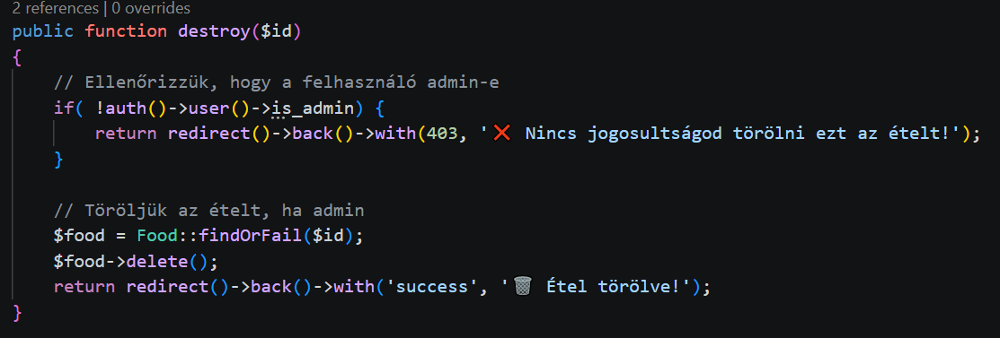 2 references | 0 overrides
public function destroy($id)
{
    // Ellenőrizzük, hogy a felhasználó admin-e
    if( !auth()->user()->is_admin) {
        return redirect()->back()->with(403, '❌ Nincs jogosultságod törölni ezt az ételt!');
    }
    // Töröljük az ételt, ha admin
    $food = Food::findOrFail($id);
    $food->delete();
    return redirect()->back()->with('success', '🗑️ Étel törölve!');
}